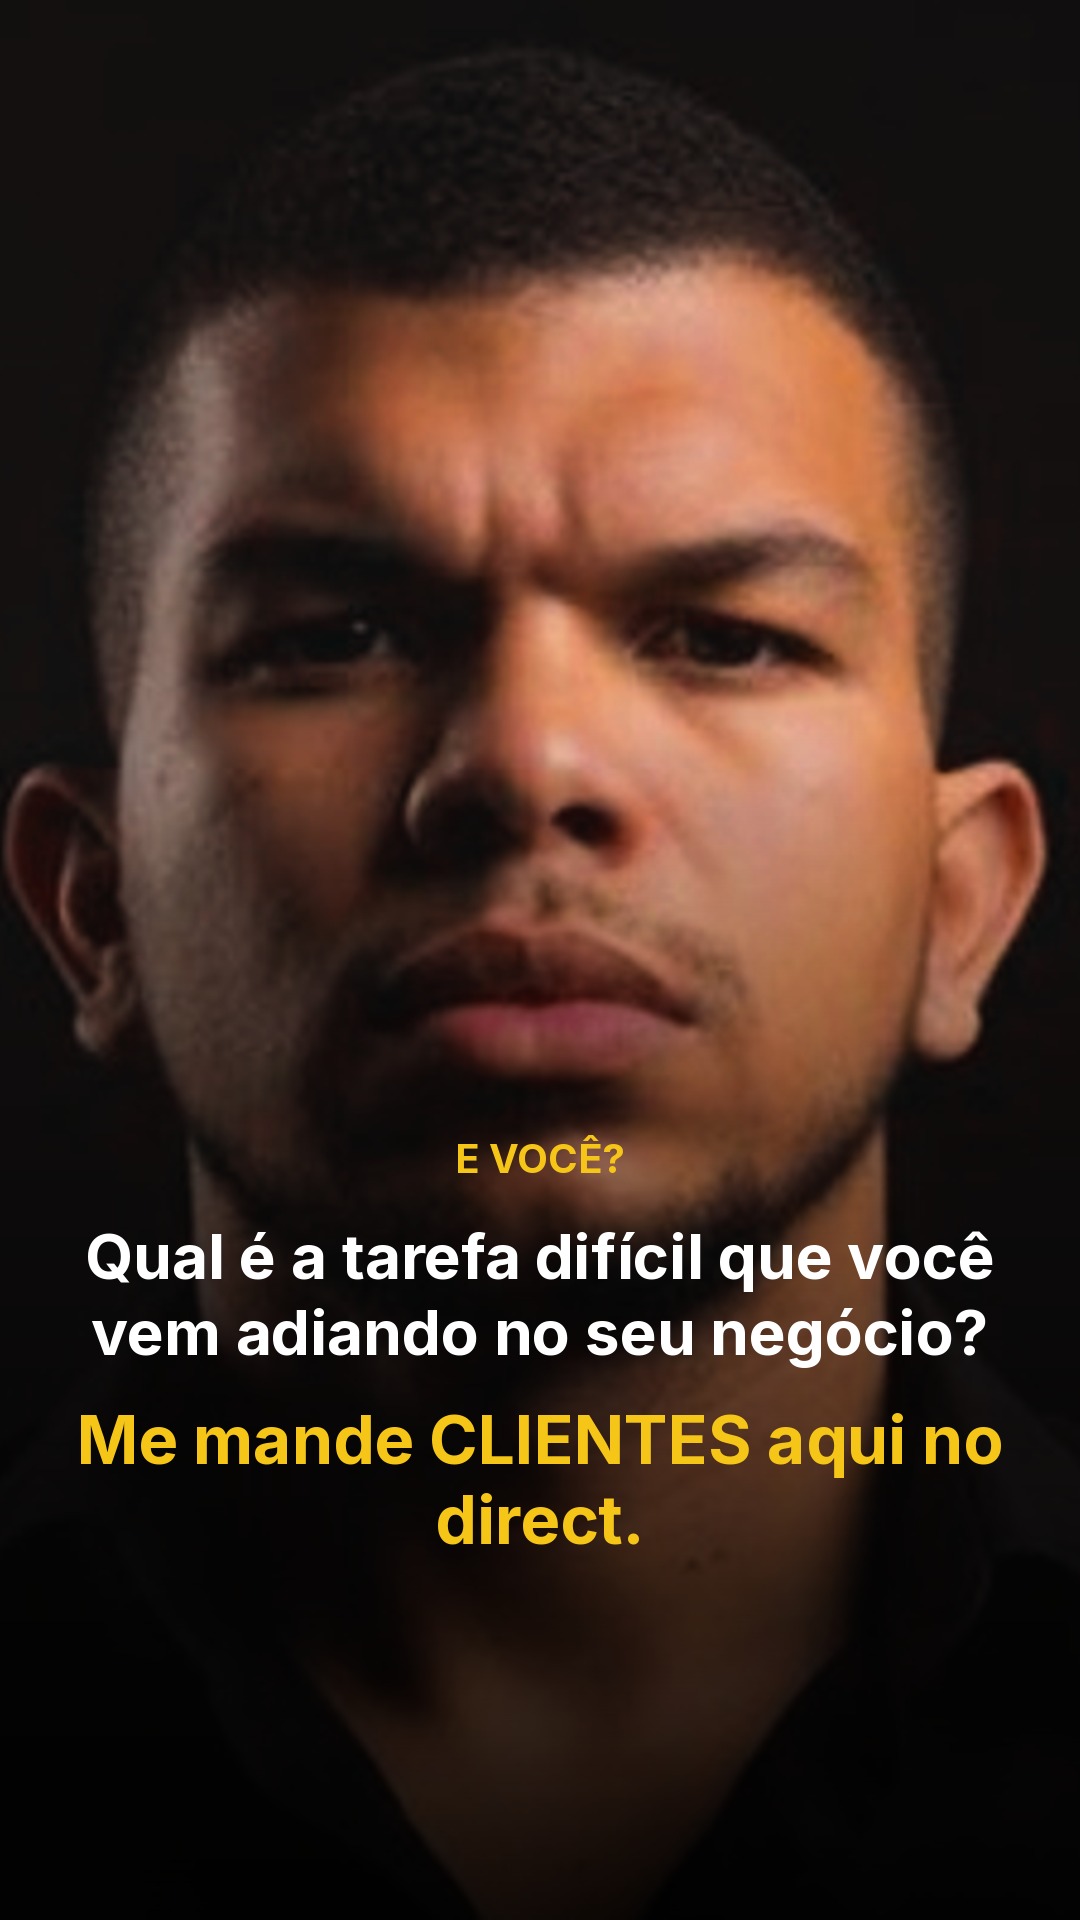 E VOCÊ?
Qual é a tarefa difícil que você
vem adiando no seu negócio?
Me mande CLIENTES aqui no
direct.